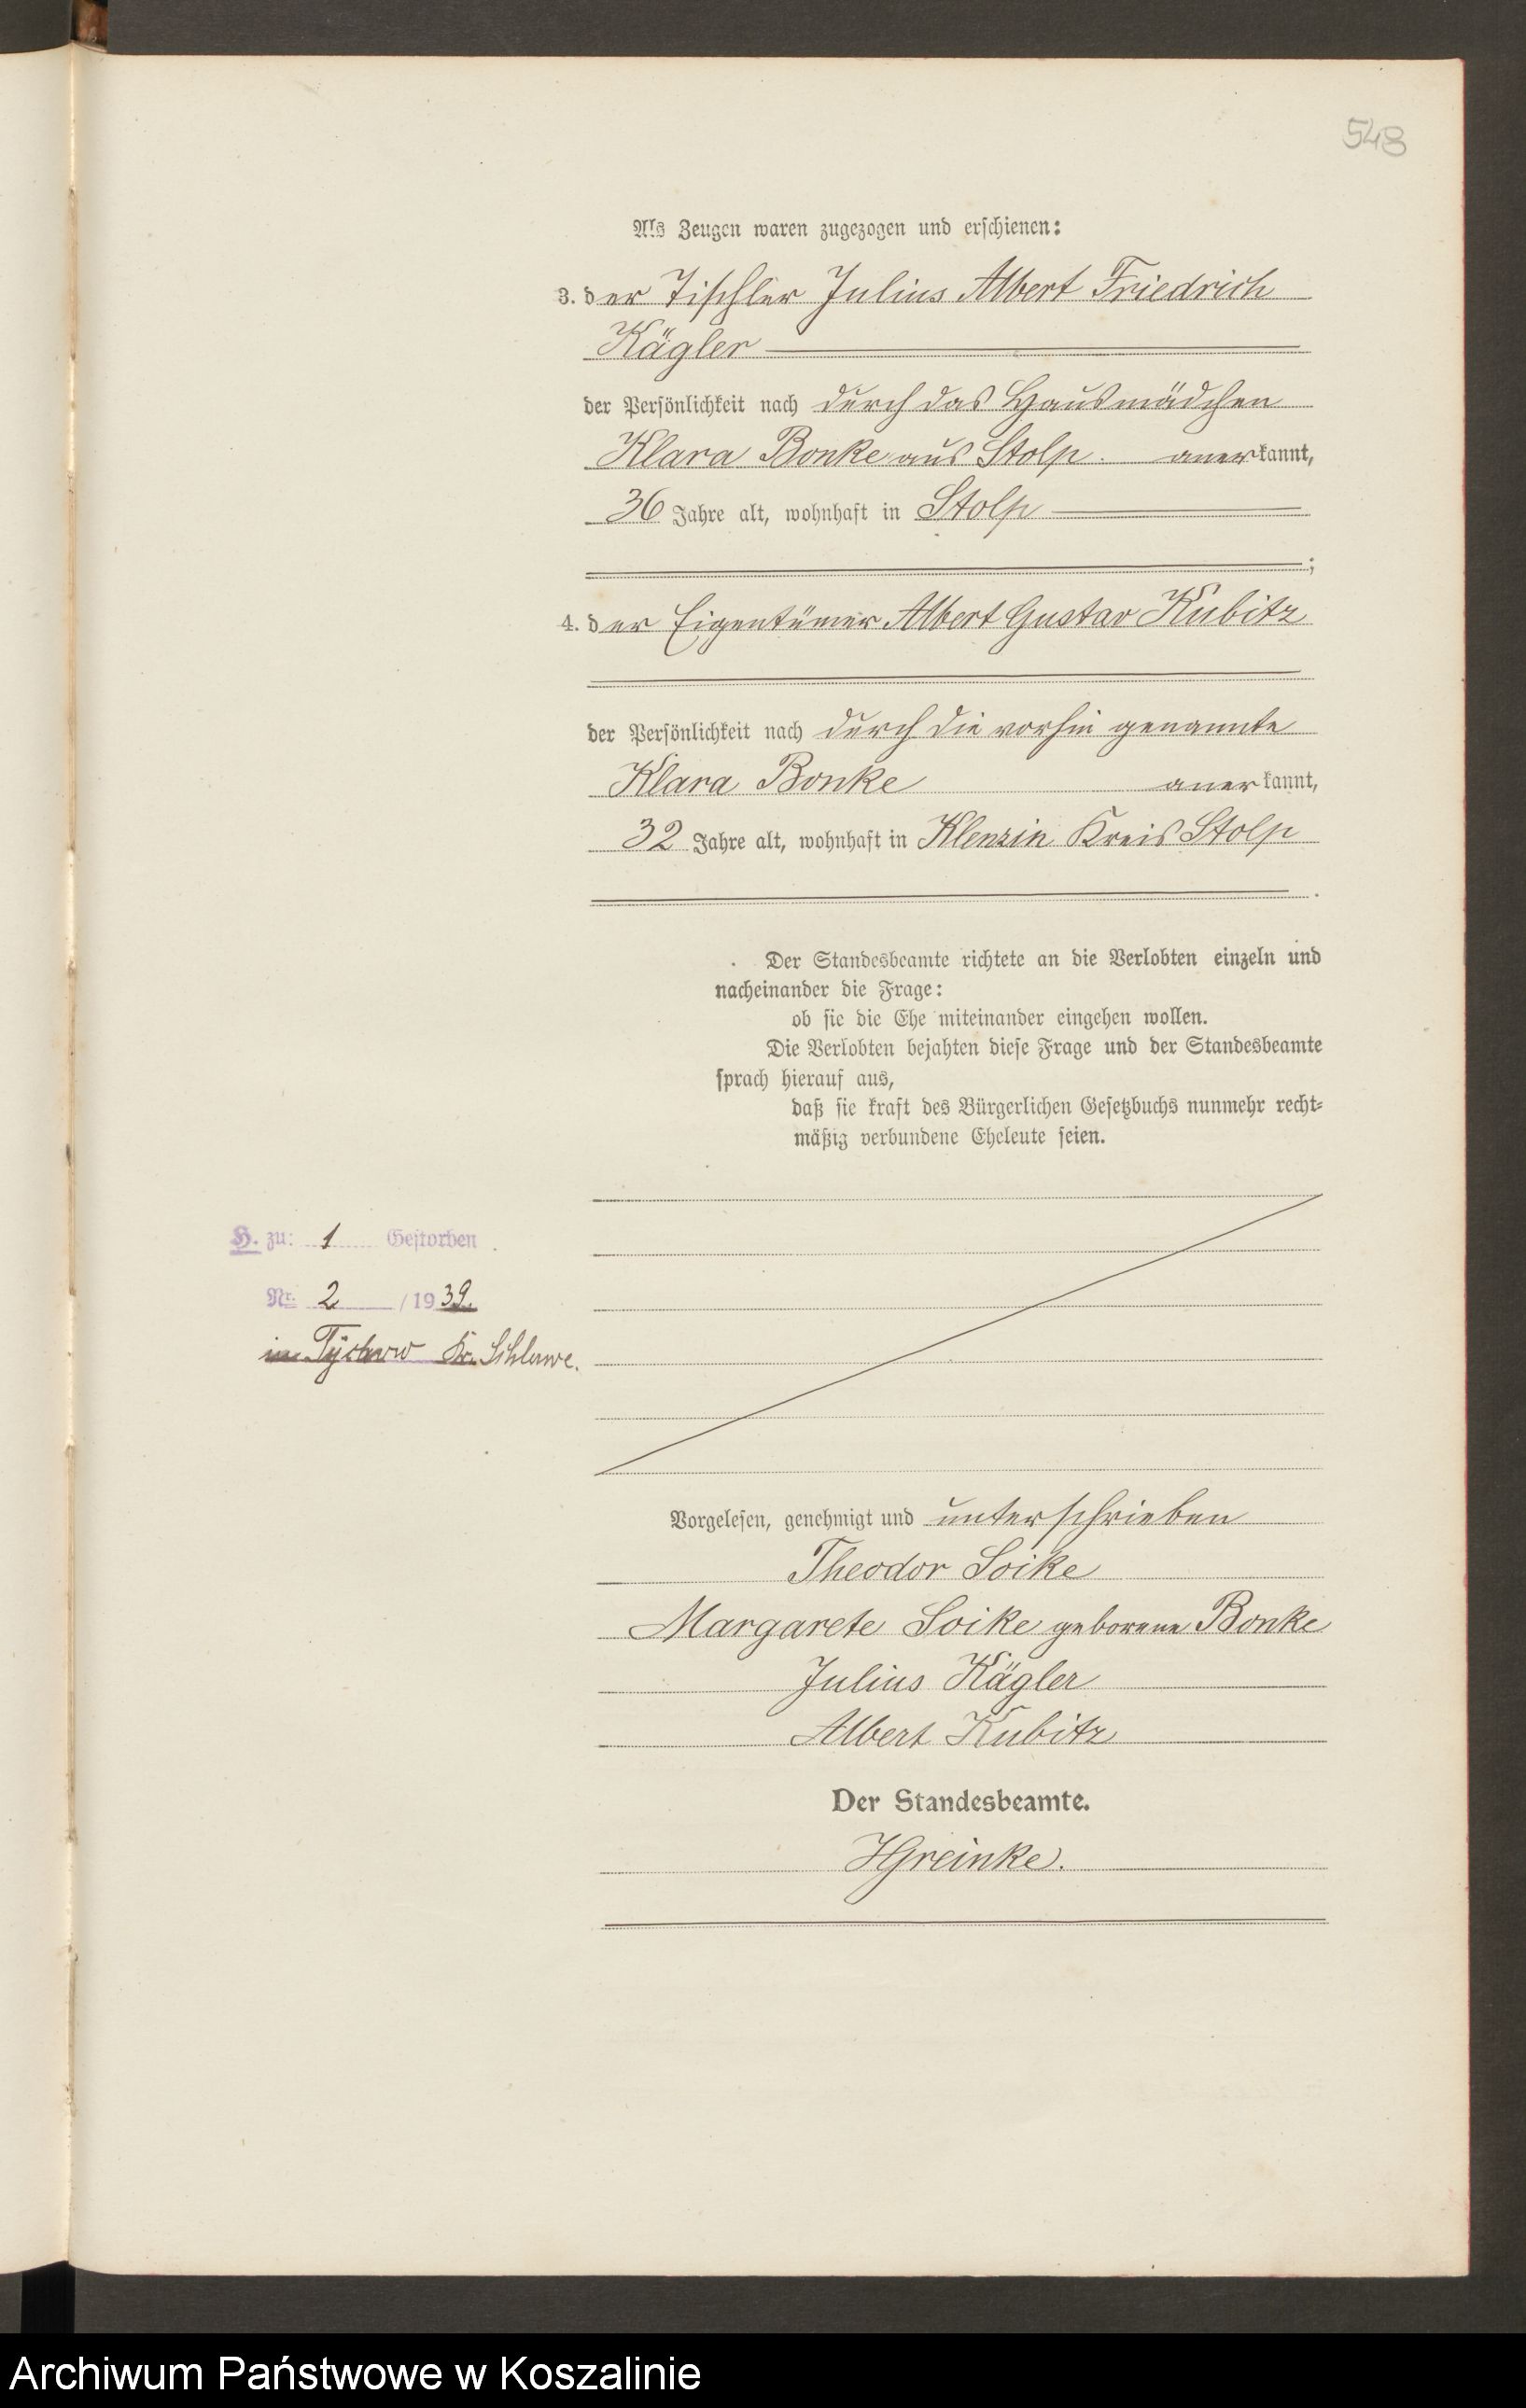 548
Als Zeugen waren zugezogen und erschienen:
3. der Tischler Julius Albert Friedrich
Kägler
der Persönlichkeit nach durch das Hausmädchen
Klara Bonke aus Stolp. anerkannt,
36 Jahre alt, wohnhaft in Stolp
;
4. der Eigentümer Albert Gustav Kubitz
der Persönlichkeit nach durch die vorhin genannte
Klara Bonke anerkannt,
32 Jahre alt, wohnhaft in Klenzin Kreis Stolp
.
Der Standesbeamte richtete an die Verlobten einzeln und
nacheinander die Frage:
ob sie die Ehe miteinander eingehen wollen.
Die Verlobten bejahten diese Frage und der Standesbeamte
sprach hierauf aus,
daß sie kraft des Bürgerlichen Gesetzbuchs nunmehr recht-
mäßig verbundene Eheleute seien.
H. zu: 1 Gestorben
Nr. 2 /1939.
in Tychow Kr. Schlawe.
Vorgelesen, genehmigt und unterschrieben
Theodor Soike
Margarete Soike geborene Bonke
Julius Kägler
Albert Kubitz
Der Standesbeamte.
HGreinke.
Archiwum Państwowe w Koszalinie